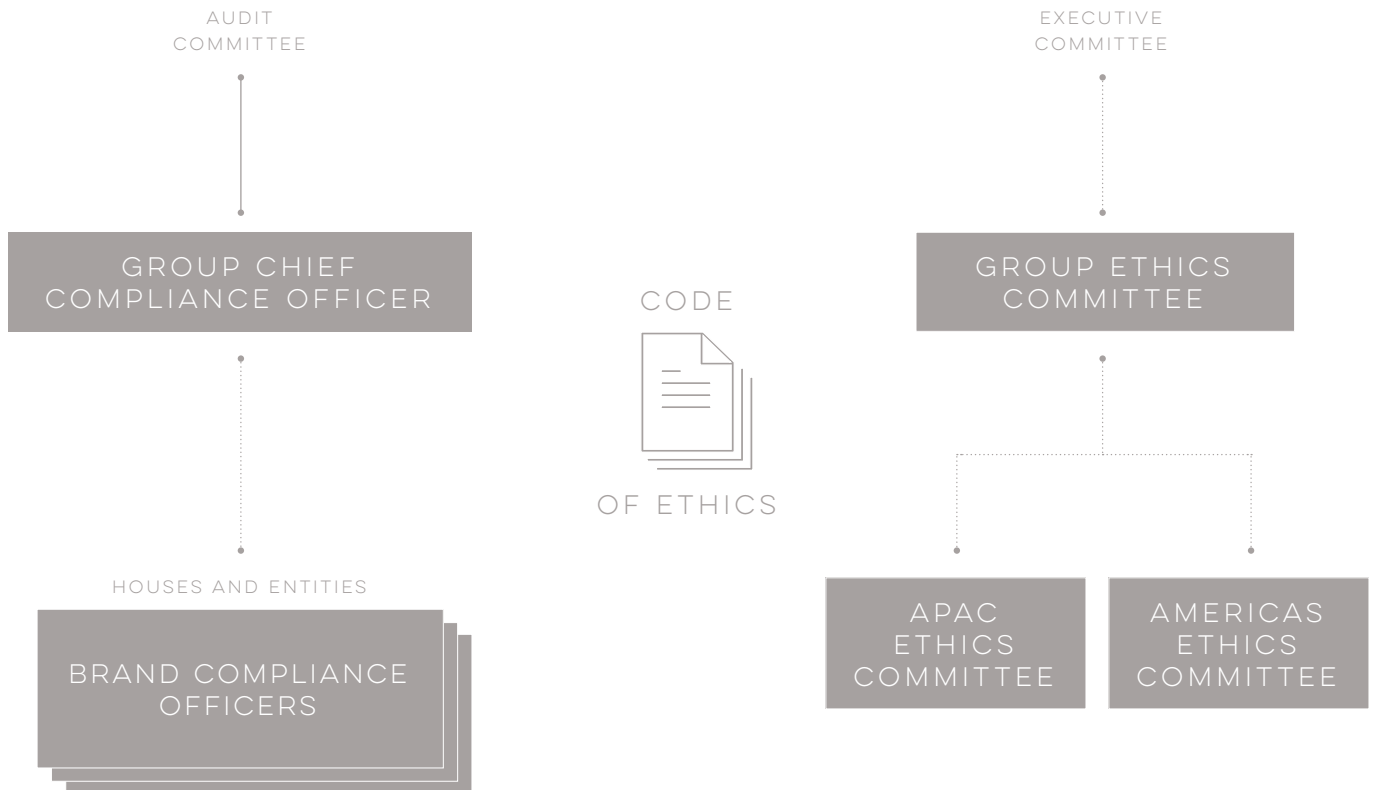 AUDIT
COMMITTEE
GROUP CHIEF
COMPLIANCE OFFICER
HOUSES AND ENTITIES
BRAND COMPLIANCE
OFFICERS
CODE
OF ETHICS
EXECUTIVE
COMMITTEE
GROUP ETHICS
COMMITTEE
APAC
ETHICS
COMMITTEE
AMERICAS
ETHICS
COMMITTEE